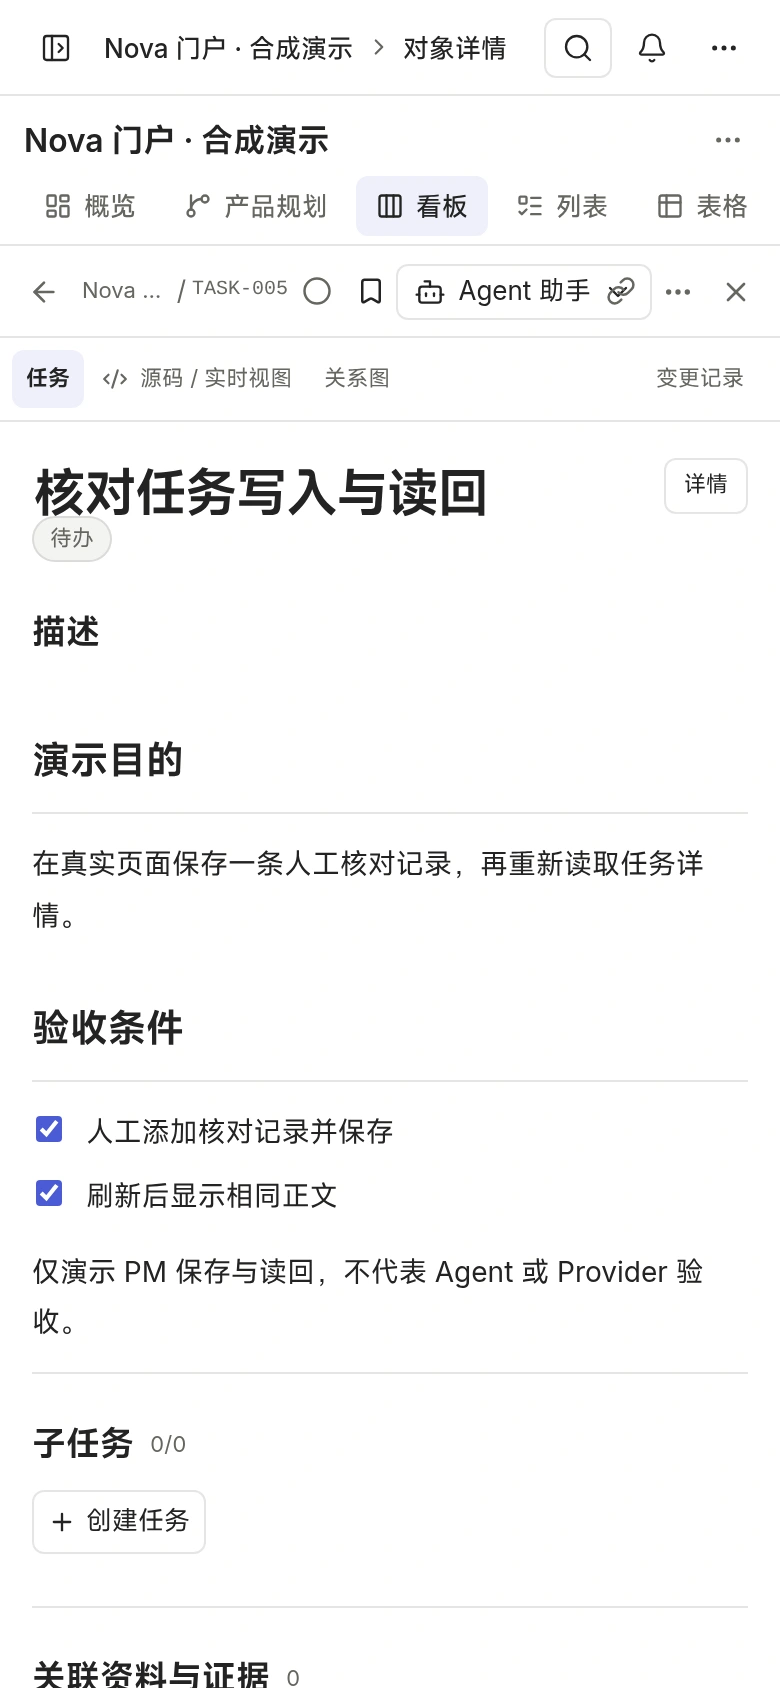 Nova 门户 · 合成演示 > 对象详情
Nova 门户 · 合成演示
概览 产品规划 看板 列表 表格
Nova ... / TASK-005 Agent 助手
任务 源码 / 实时视图 关系图 变更记录
核对任务写入与读回 详情
待办
描述
演示目的
在真实页面保存一条人工核对记录，再重新读取任务详
情。
验收条件
人工添加核对记录并保存
刷新后显示相同正文
仅演示 PM 保存与读回，不代表 Agent 或 Provider 验
收。
子任务 0/0
+ 创建任务
关联资料与证据 0